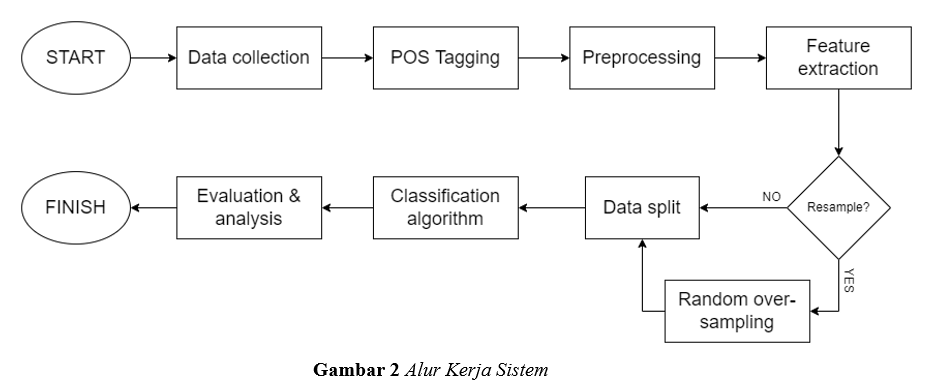 START
Data collection
POS Tagging
Preprocessing
Feature
extraction
Resample?
NO
YES
Random over-
sampling
Data split
Classification
algorithm
Evaluation &
analysis
FINISH
Gambar 2 Alur Kerja Sistem